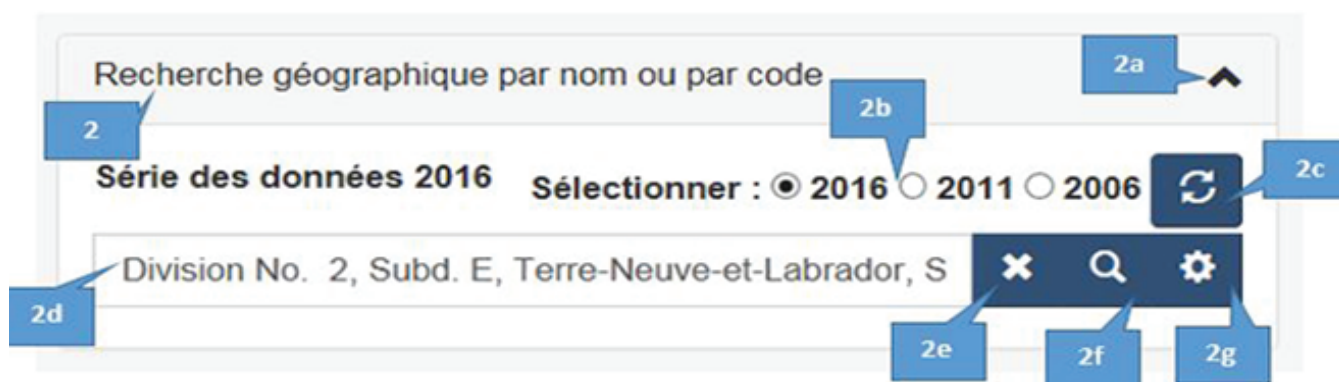 Recherche géographique par nom ou par code
2a
2b
2
Série des données 2016 Sélectionner : 2016 2011 2006
2c
Division No. 2, Subd. E, Terre-Neuve-et-Labrador, S
2d
2e
2f
2g